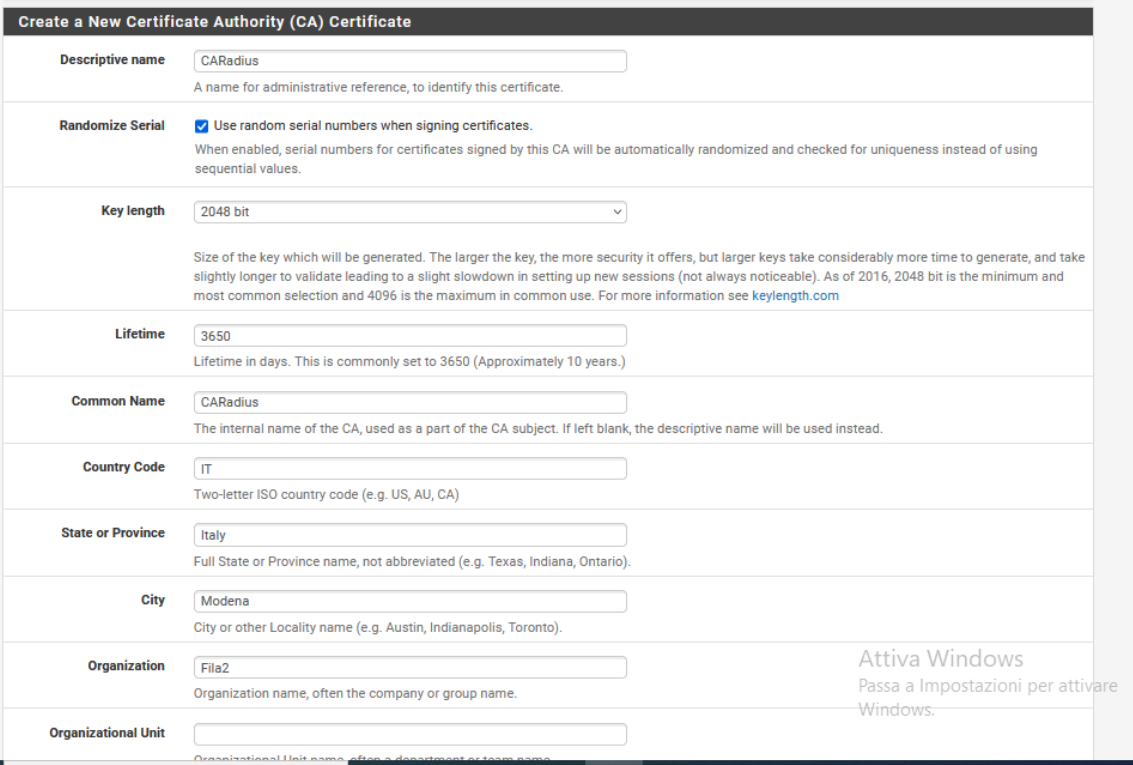 Create a New Certificate Authority (CA) Certificate
Descriptive name
CARadius
A name for administrative reference, to identify this certificate.
Randomize Serial
Use random serial numbers when signing certificates.
When enabled, serial numbers for certificates signed by this CA will be automatically randomized and checked for uniqueness instead of using
sequential values.
Key length
2048 bit
Size of the key which will be generated. The larger the key, the more security it offers, but larger keys take considerably more time to generate, and take
slightly longer to validate leading to a slight slowdown in setting up new sessions (not always noticeable). As of 2016, 2048 bit is the minimum and
most common selection and 4096 is the maximum in common use. For more information see keylength.com
Lifetime
3650
Lifetime in days. This is commonly set to 3650 (Approximately 10 years.)
Common Name
CARadius
The internal name of the CA, used as a part of the CA subject. If left blank, the descriptive name will be used instead.
Country Code
IT
Two-letter ISO country code (e.g. US, AU, CA)
State or Province
Italy
Full State or Province name, not abbreviated (e.g. Texas, Indiana, Ontario).
City
Modena
City or other Locality name (e.g. Austin, Indianapolis, Toronto).
Organization
Fila2
Organization name, often the company or group name.
Attiva Windows
Passa a Impostazioni per attivare
Windows.
Organizational Unit
Organizational Unit name, often a department or team name.